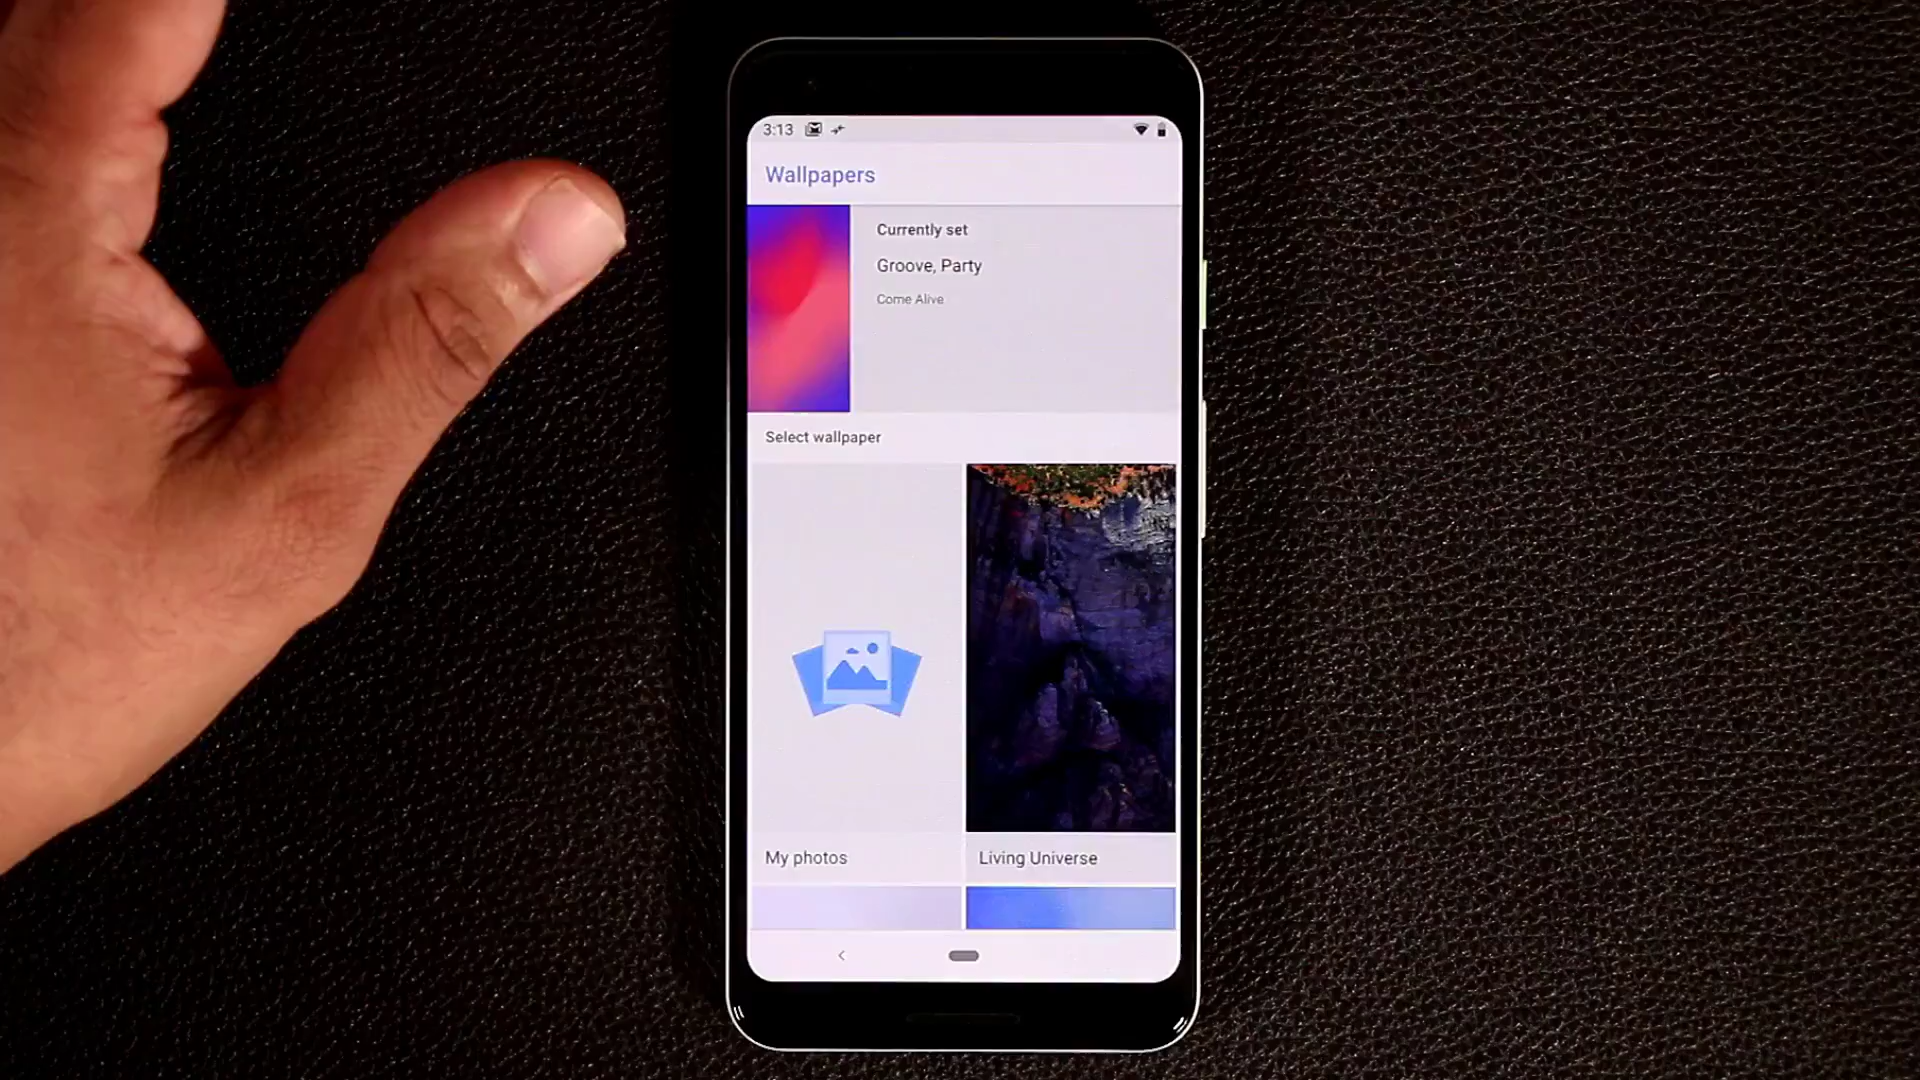 3:13
Wallpapers
Currently set
Groove, Party
Come Alive
Select wallpaper
My photos
Living Universe